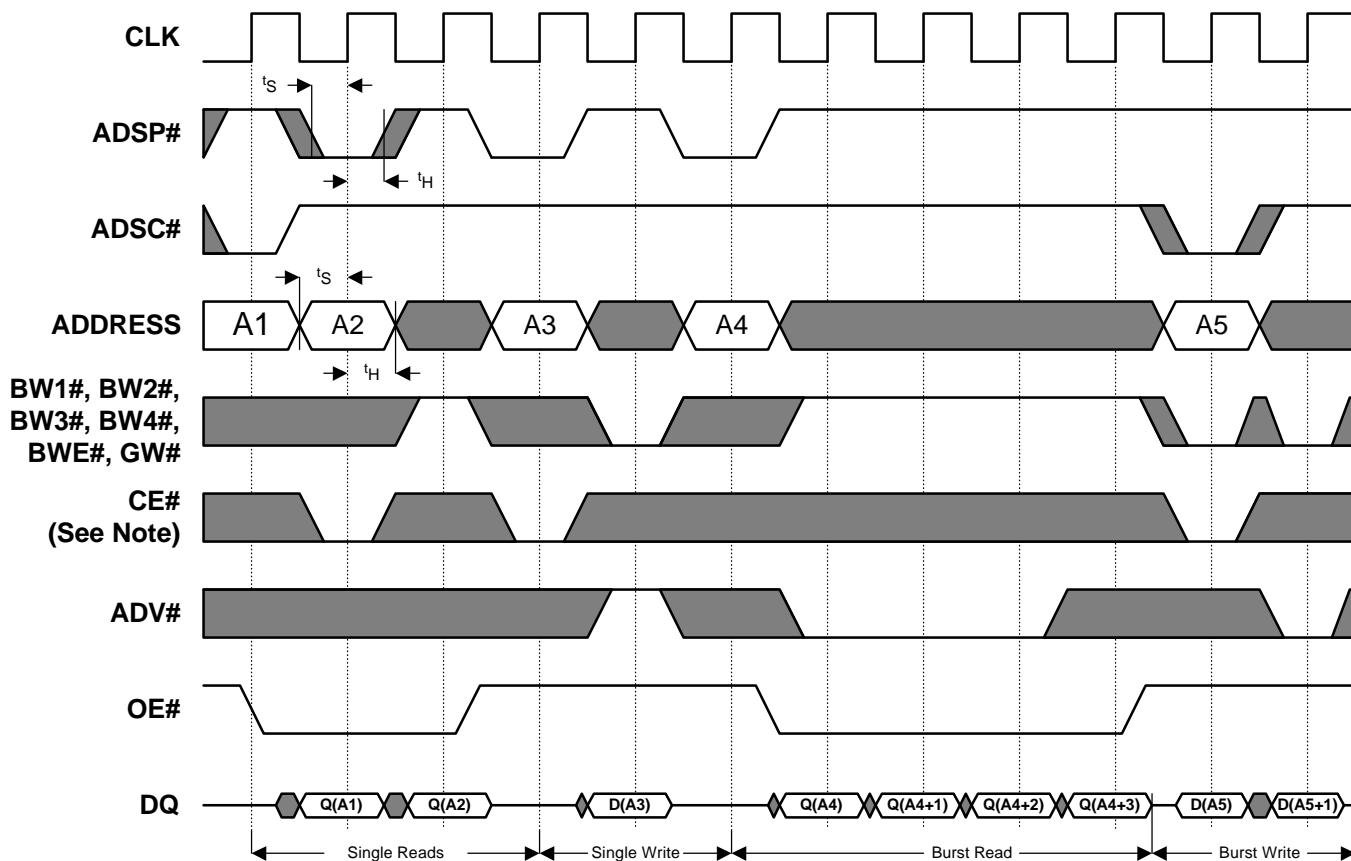 CLK
tS
ADSP#
tH
ADSC#
tS
ADDRESS
A1
A2
A3
A4
A5
tH
BW1#, BW2#,
BW3#, BW4#,
BWE#, GW#
CE#
(See Note)
ADV#
OE#
DQ
Q(A1)
Q(A2)
D(A3)
Q(A4)
Q(A4+1)
Q(A4+2)
Q(A4+3)
D(A5)
D(A5+1)
Single Reads
Single Write
Burst Read
Burst Write